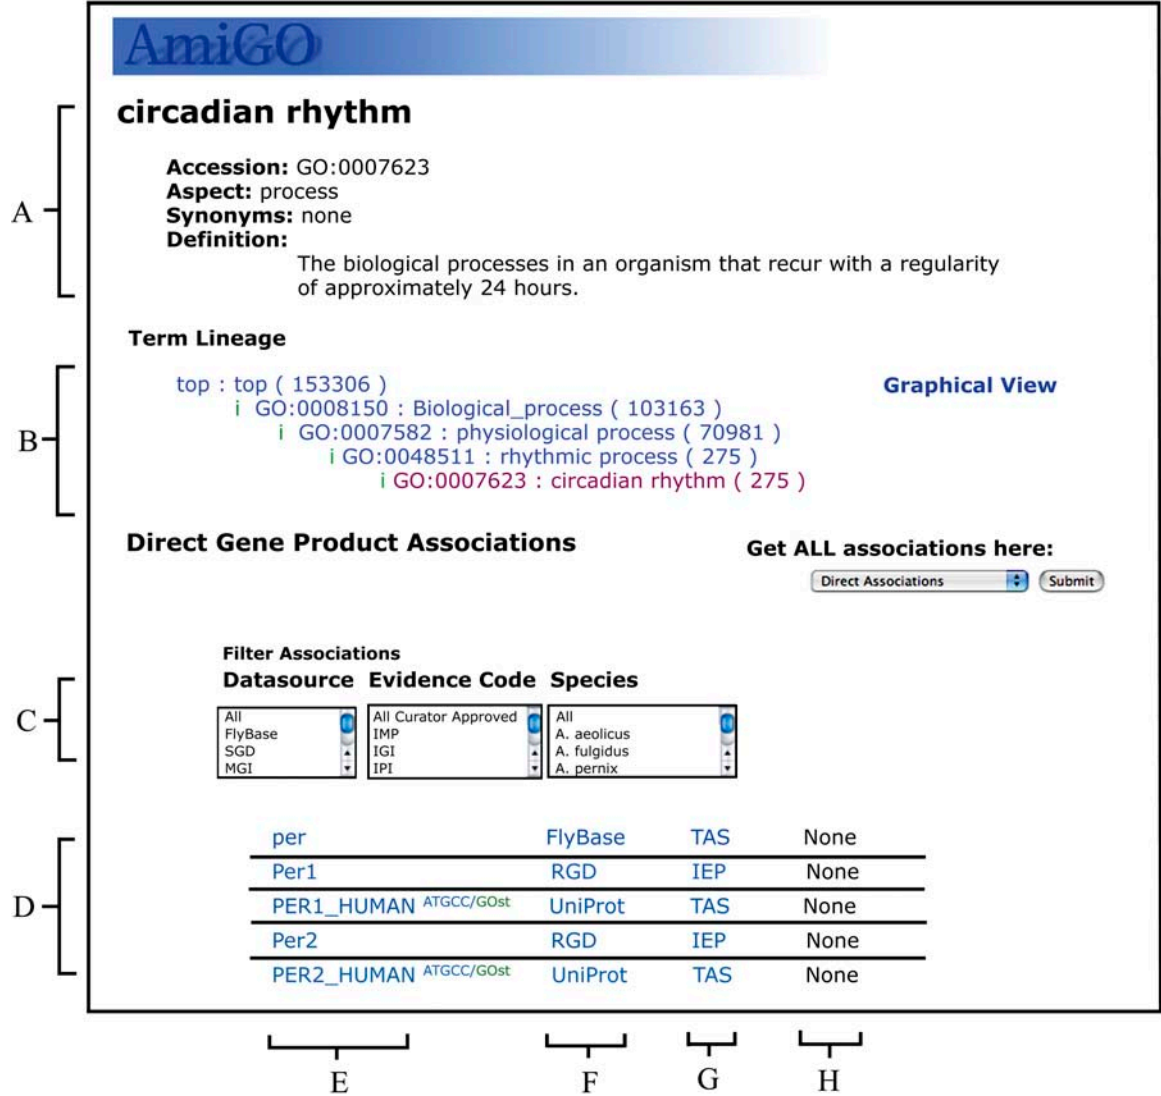 AmiGO
circadian rhythm
Accession: GO:0007623
Aspect: process
Synonyms: none
Definition:
The biological processes in an organism that recur with a regularity
of approximately 24 hours.
A
Term Lineage
top : top ( 153306 )
Graphical View
i GO:0008150 : Biological_process ( 103163 )
i GO:0007582 : physiological process ( 70981 )
i GO:0048511 : rhythmic process ( 275 )
i GO:0007623 : circadian rhythm ( 275 )
B
Direct Gene Product Associations
Get ALL associations here:
Direct Associations Submit
Filter Associations
Datasource Evidence Code Species
All All Curator Approved All
FlyBase IMP A. aeolicus
SGD IGI A. fulgidus
MGI IPI A. pernix
C
per FlyBase TAS None
Per1 RGD IEP None
PER1_HUMAN ATGCC/GOst UniProt TAS None
Per2 RGD IEP None
PER2_HUMAN ATGCC/GOst UniProt TAS None
D
E F G H